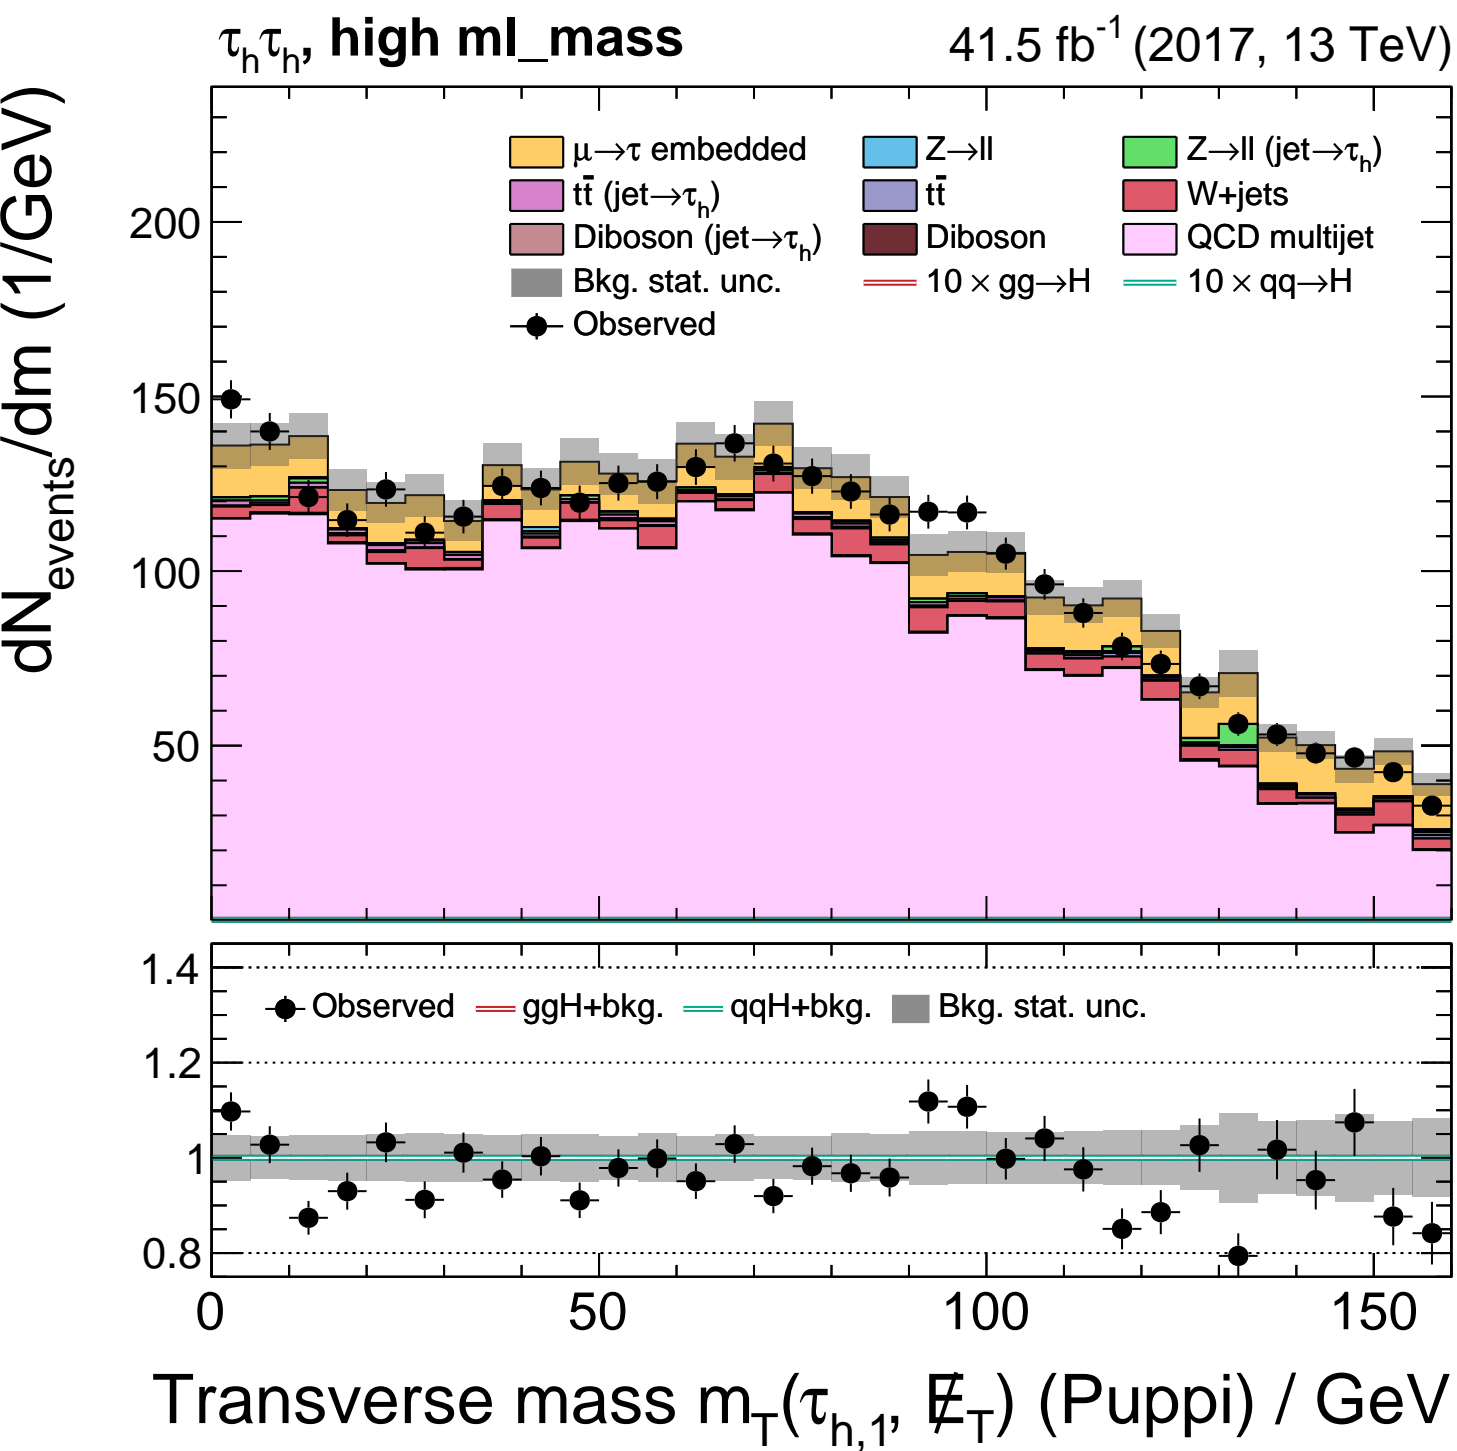 τhτh, high ml_mass 41.5 fb-1 (2017, 13 TeV)
dNevents/dm (1/GeV)
μ→τ embedded Z→ll Z→ll (jet→τh)
tt̄ (jet→τh) tt̄ W+jets
Diboson (jet→τh) Diboson QCD multijet
Bkg. stat. unc. 10 × gg→H 10 × qq→H
Observed
200
150
100
50
1.4
Observed ggH+bkg. qqH+bkg. Bkg. stat. unc.
1.2
1
0.8
0 50 100 150
Transverse mass mT(τh,1, E̸T) (Puppi) / GeV